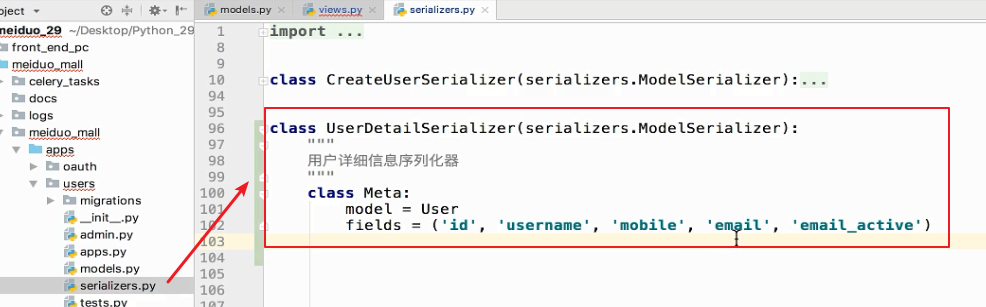 oject
models.py
views.py
serializers.py
meiduo_29 ~/Desktop/Python_29
front_end_pc
meiduo_mall
celery_tasks
docs
logs
meiduo_mall
apps
oauth
users
migrations
__init__.py
admin.py
apps.py
models.py
serializers.py
tests.py
1 import ...
8
9
10 class CreateUserSerializer(serializers.ModelSerializer):...
94
95
96 class UserDetailSerializer(serializers.ModelSerializer):
97 """
98 用户详细信息序列化器
99 """
100 class Meta:
101 model = User
102 fields = ('id', 'username', 'mobile', 'email', 'email_active')
103
104
105
106
107